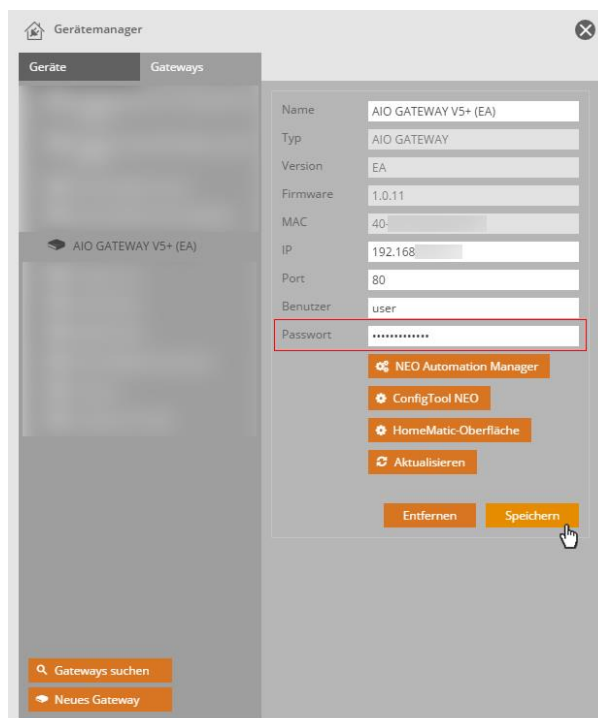 Gerätemanager
Geräte Gateways
Name AIO GATEWAY V5+ (EA)
Typ AIO GATEWAY
Version EA
Firmware 1.0.11
MAC 40-
AIO GATEWAY V5+ (EA)
IP 192.168
Port 80
Benutzer user
Passwort •••••••••••••
NEO Automation Manager
ConfigTool NEO
HomeMatic-Oberfläche
Aktualisieren
Entfernen Speichern
Gateways suchen
Neues Gateway